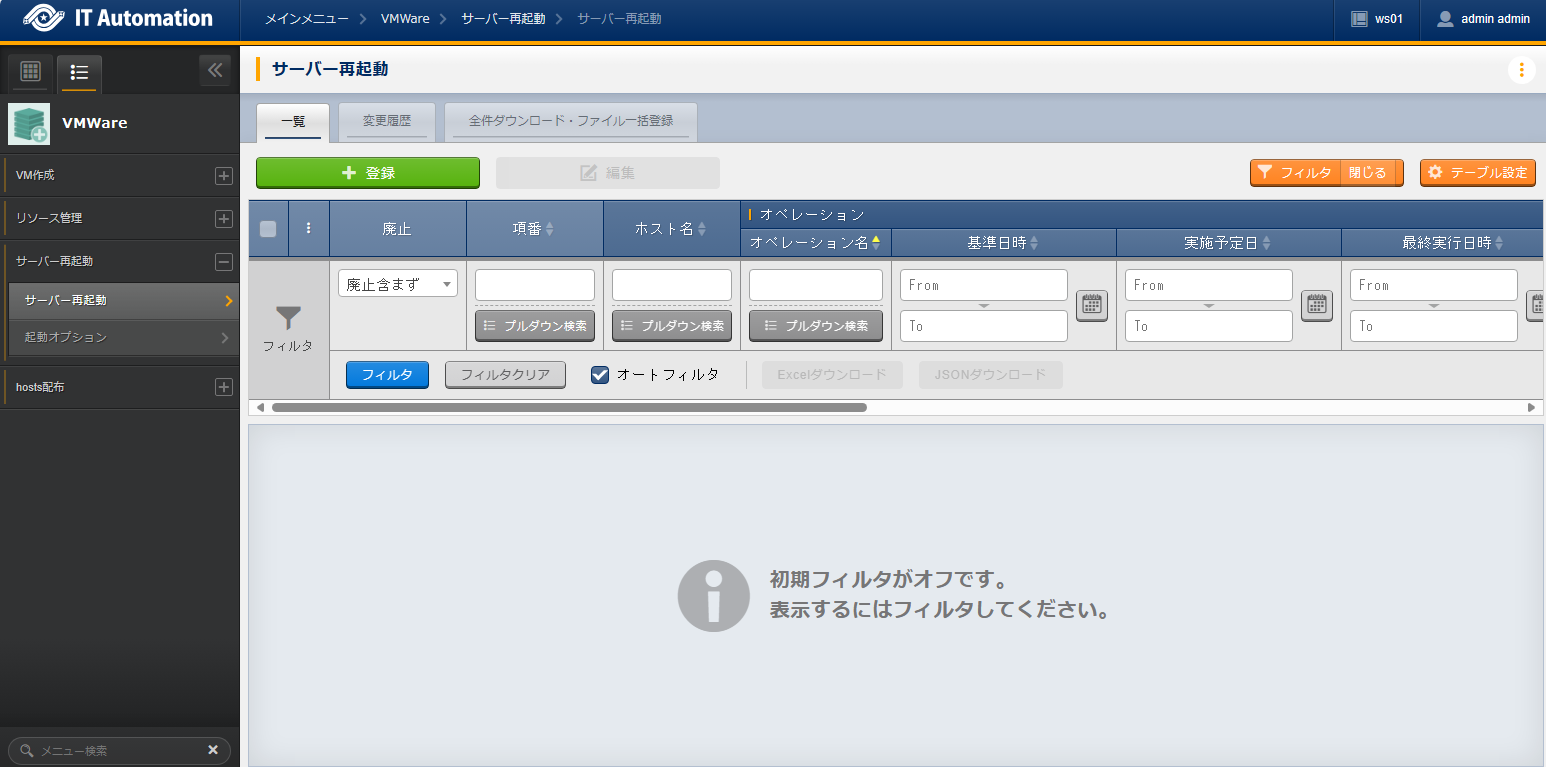 IT Automation
メインメニュー VMWare サーバー再起動 サーバー再起動
ws01
admin admin
VMWare
VM作成
リソース管理
サーバー再起動
サーバー再起動
起動オプション
hosts配布
メニュー検索
サーバー再起動
一覧 変更履歴 全件ダウンロード・ファイル一括登録
登録 編集 フィルタ 閉じる テーブル設定
廃止 項番 ホスト名
オペレーション
オペレーション名 基準日時 実施予定日 最終実行日時
フィルタ
廃止含まず
From From From
プルダウン検索 プルダウン検索 プルダウン検索
To To To
フィルタ フィルタクリア オートフィルタ Excelダウンロード JSONダウンロード
初期フィルタがオフです。
表示するにはフィルタしてください。